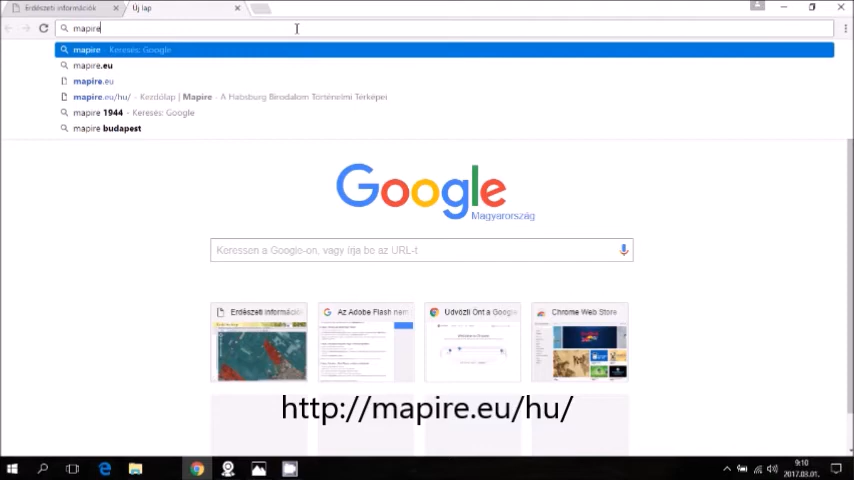 Erdészeti információk
Új lap
mapire
mapire - Keresés: Google
mapire.eu
mapire.eu
mapire.eu/hu/ - Kezdőlap | Mapire - A Habsburg Birodalom Történelmi Térképei
mapire 1944 - Keresés: Google
mapire budapest
Google
Magyarország
Keressen a Google-on, vagy írja be az URL-t
Erdészeti információk
Az Adobe Flash nem
Üdvözli Önt a Google
Chrome Web Store
http://mapire.eu/hu/
9:10
2017.03.01.